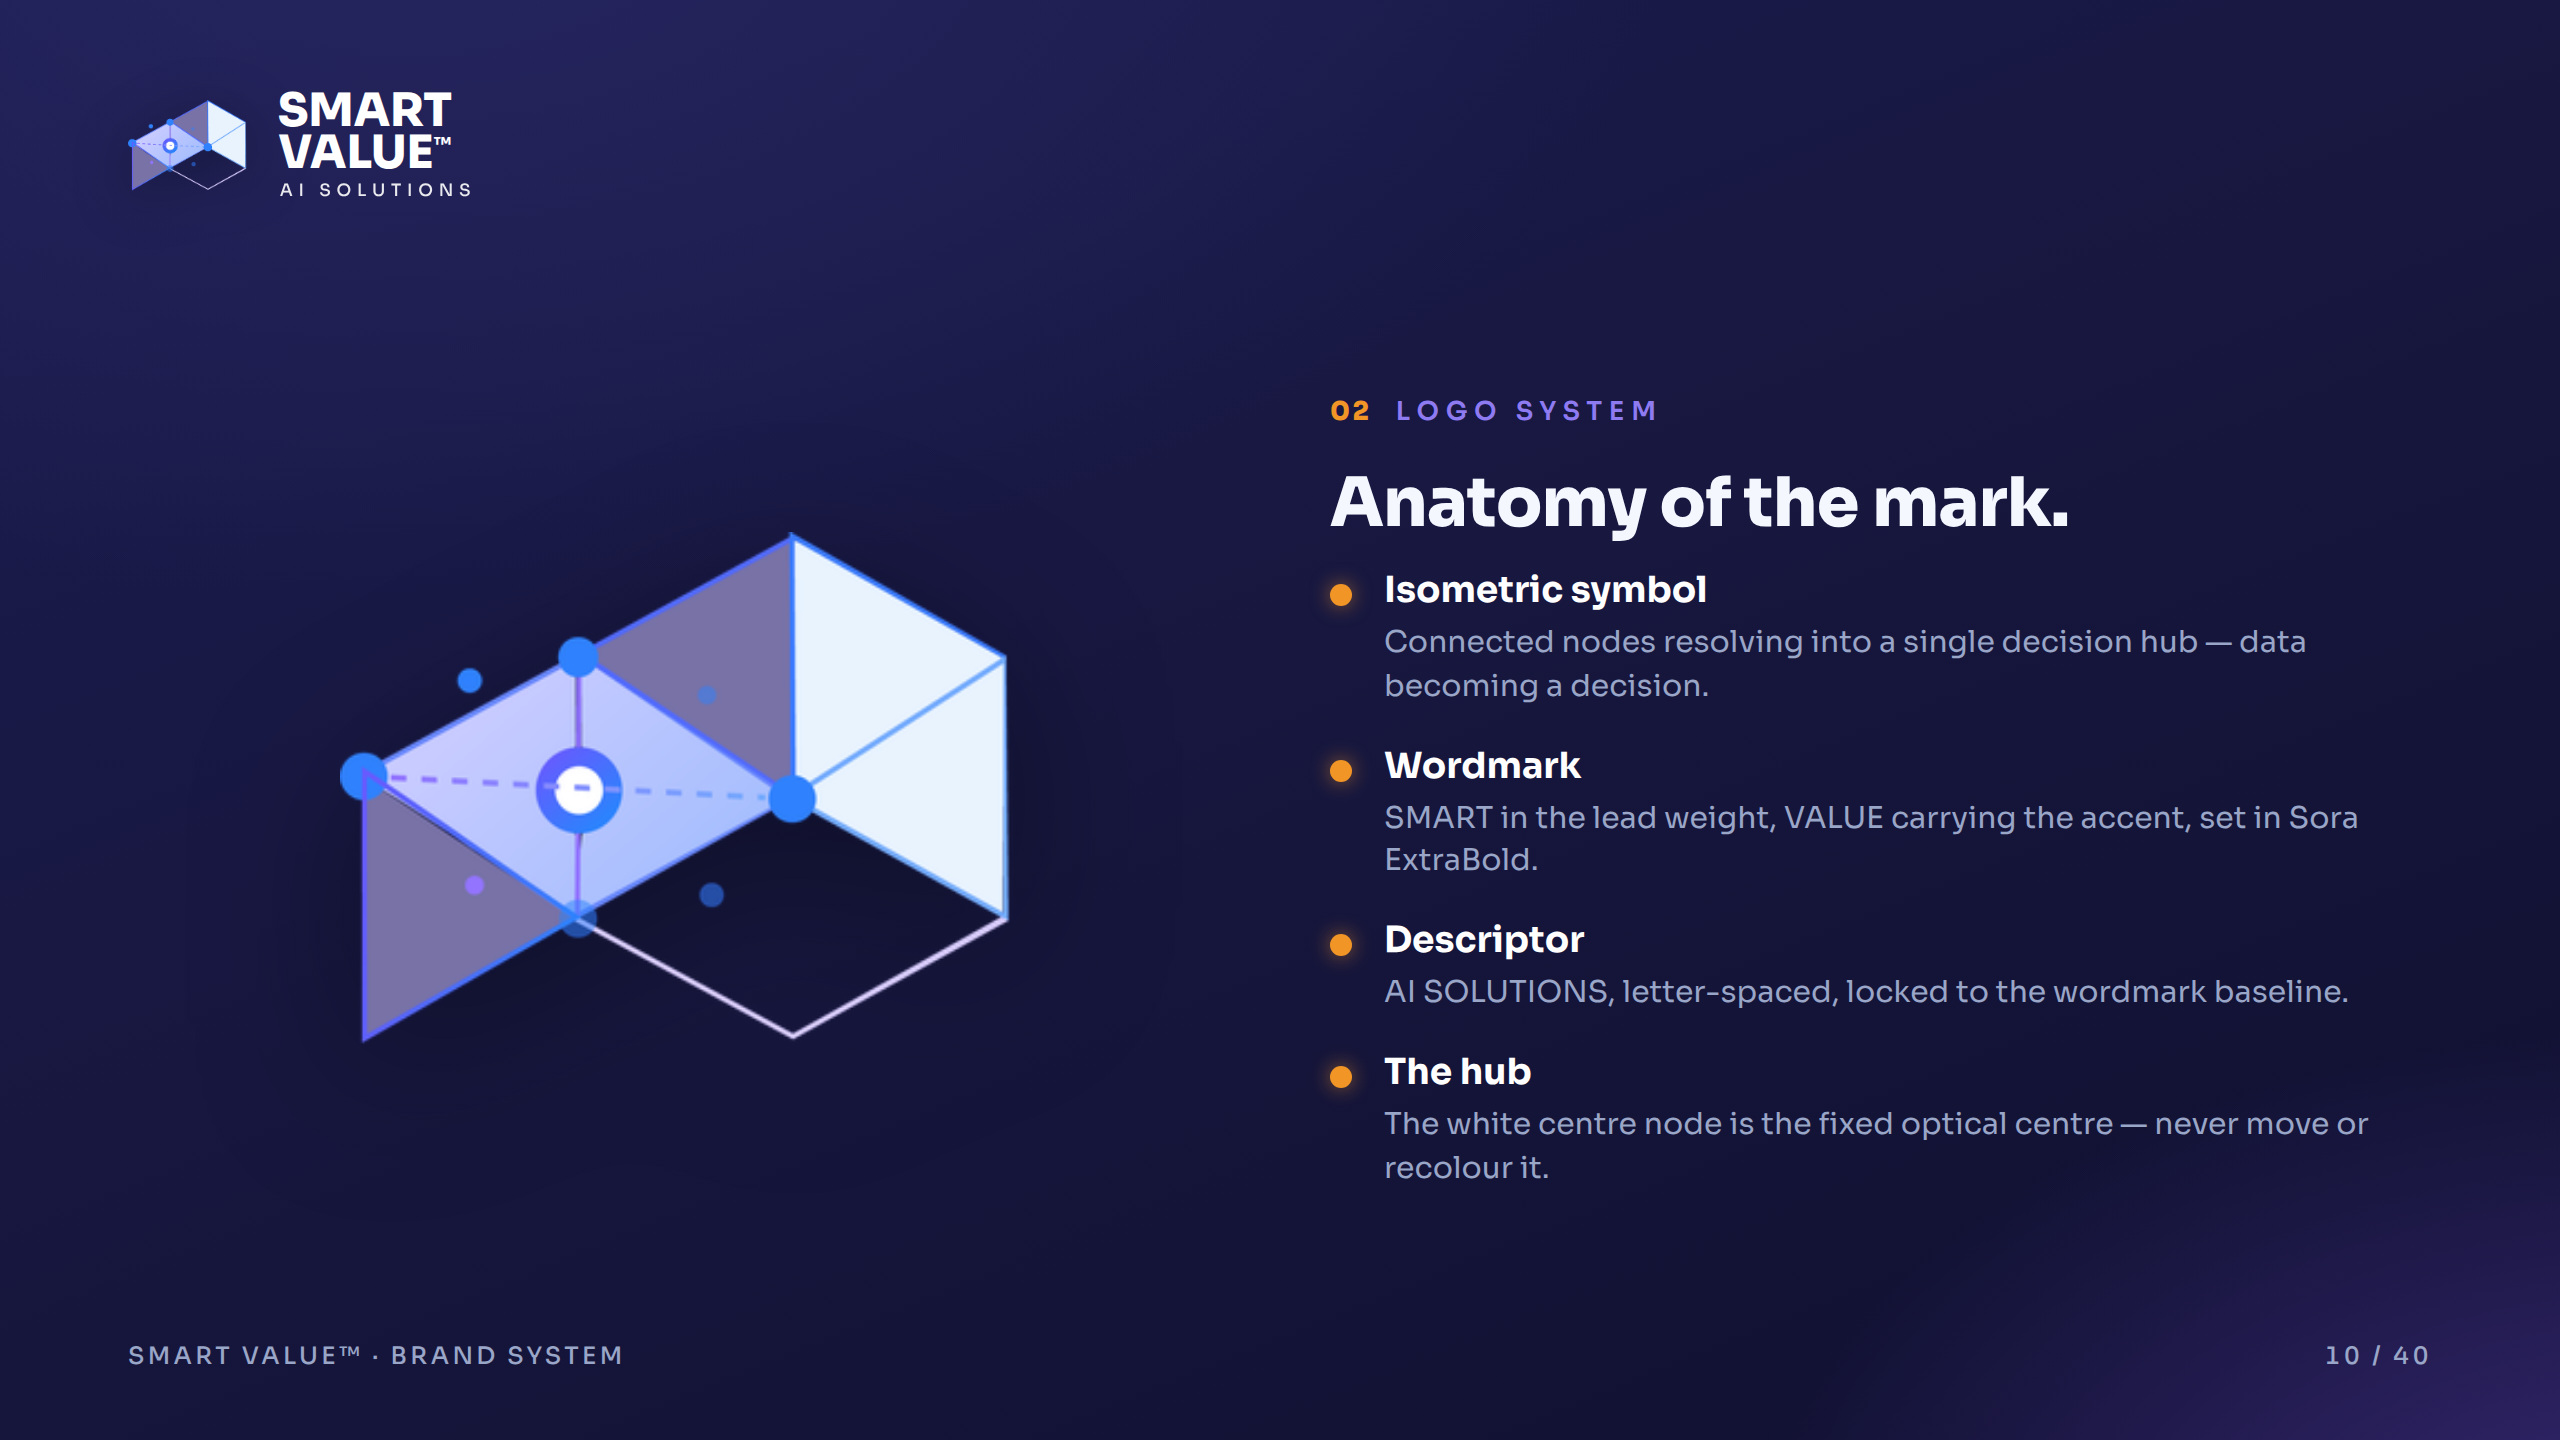 SMART
VALUE™
AI SOLUTIONS
02 LOGO SYSTEM
Anatomy of the mark.
Isometric symbol
Connected nodes resolving into a single decision hub — data
becoming a decision.
Wordmark
SMART in the lead weight, VALUE carrying the accent, set in Sora
ExtraBold.
Descriptor
AI SOLUTIONS, letter-spaced, locked to the wordmark baseline.
The hub
The white centre node is the fixed optical centre — never move or
recolour it.
SMART VALUE™ · BRAND SYSTEM
10 / 40